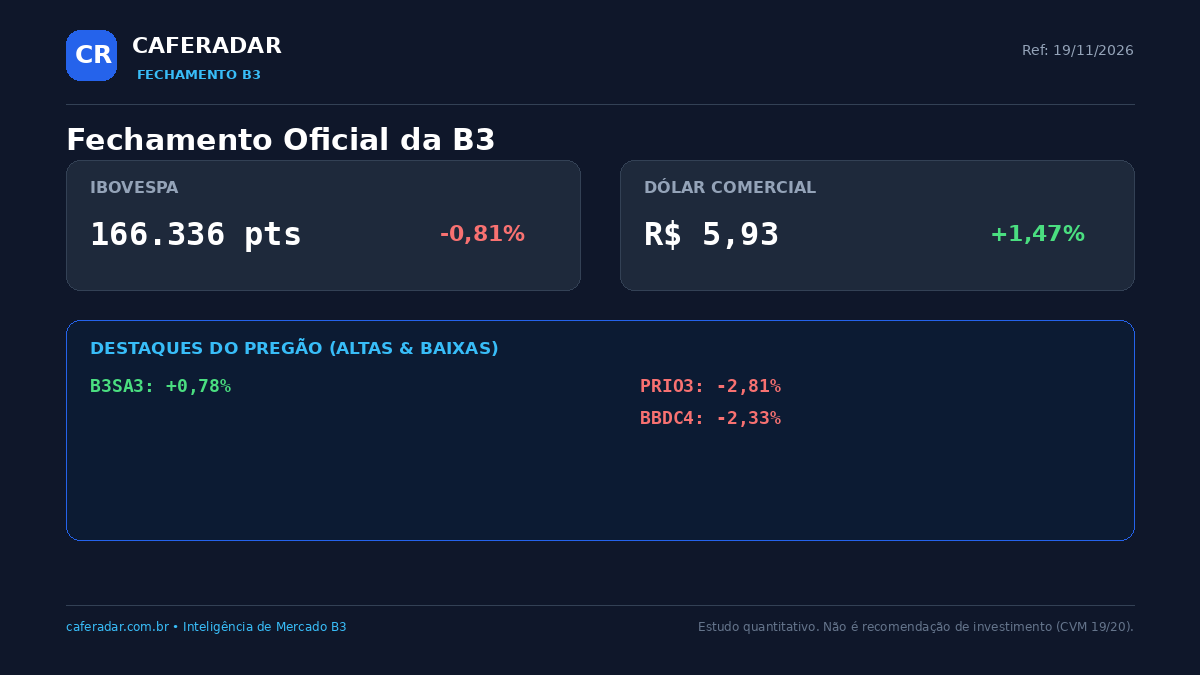 CR
CAFERADAR
FECHAMENTO B3
Ref: 19/11/2026
Fechamento Oficial da B3
IBOVESPA
166.336 pts
-0,81%
DÓLAR COMERCIAL
R$ 5,93
+1,47%
DESTAQUES DO PREGÃO (ALTAS & BAIXAS)
B3SA3: +0,78%
PRIO3: -2,81%
BBDC4: -2,33%
caferadar.com.br • Inteligência de Mercado B3
Estudo quantitativo. Não é recomendação de investimento (CVM 19/20).